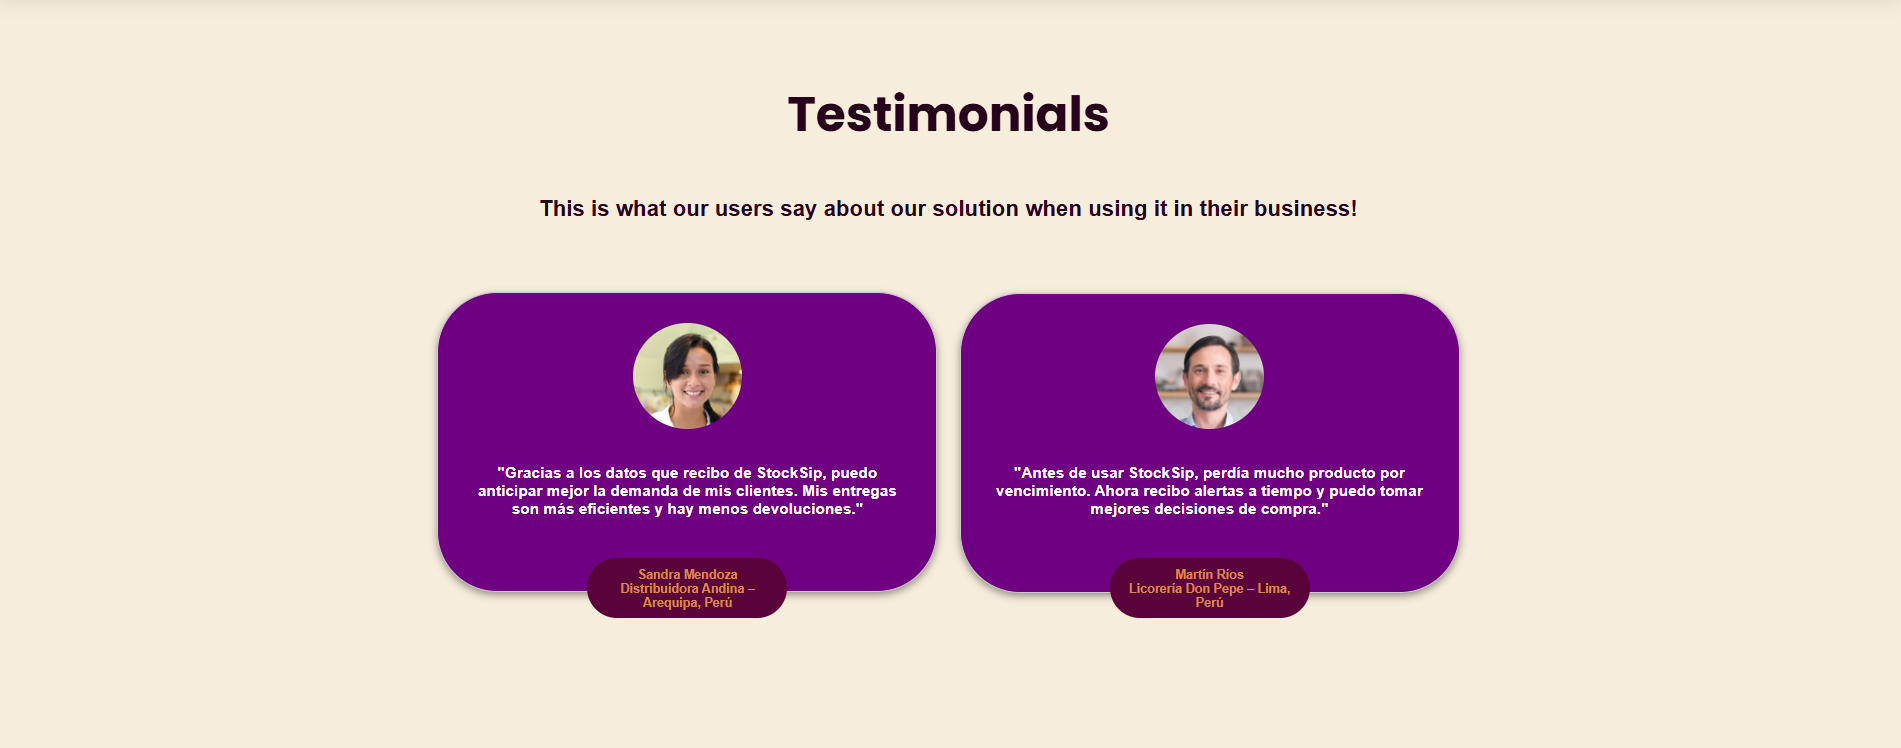 Testimonials
This is what our users say about our solution when using it in their business!
"Gracias a los datos que recibo de StockSip, puedo
anticipar mejor la demanda de mis clientes. Mis entregas
son más eficientes y hay menos devoluciones."
Sandra Mendoza
Distribuidora Andina –
Arequipa, Perú
"Antes de usar StockSip, perdía mucho producto por
vencimiento. Ahora recibo alertas a tiempo y puedo tomar
mejores decisiones de compra."
Martín Ríos
Licorería Don Pepe – Lima,
Perú